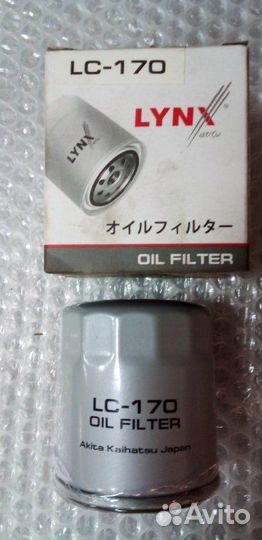 LC-170
LYNX®
auto
LYNX
オイルフィルター
OIL FILTER
LC-170
OIL FILTER
Akita Kaihatsu Japan
Avito